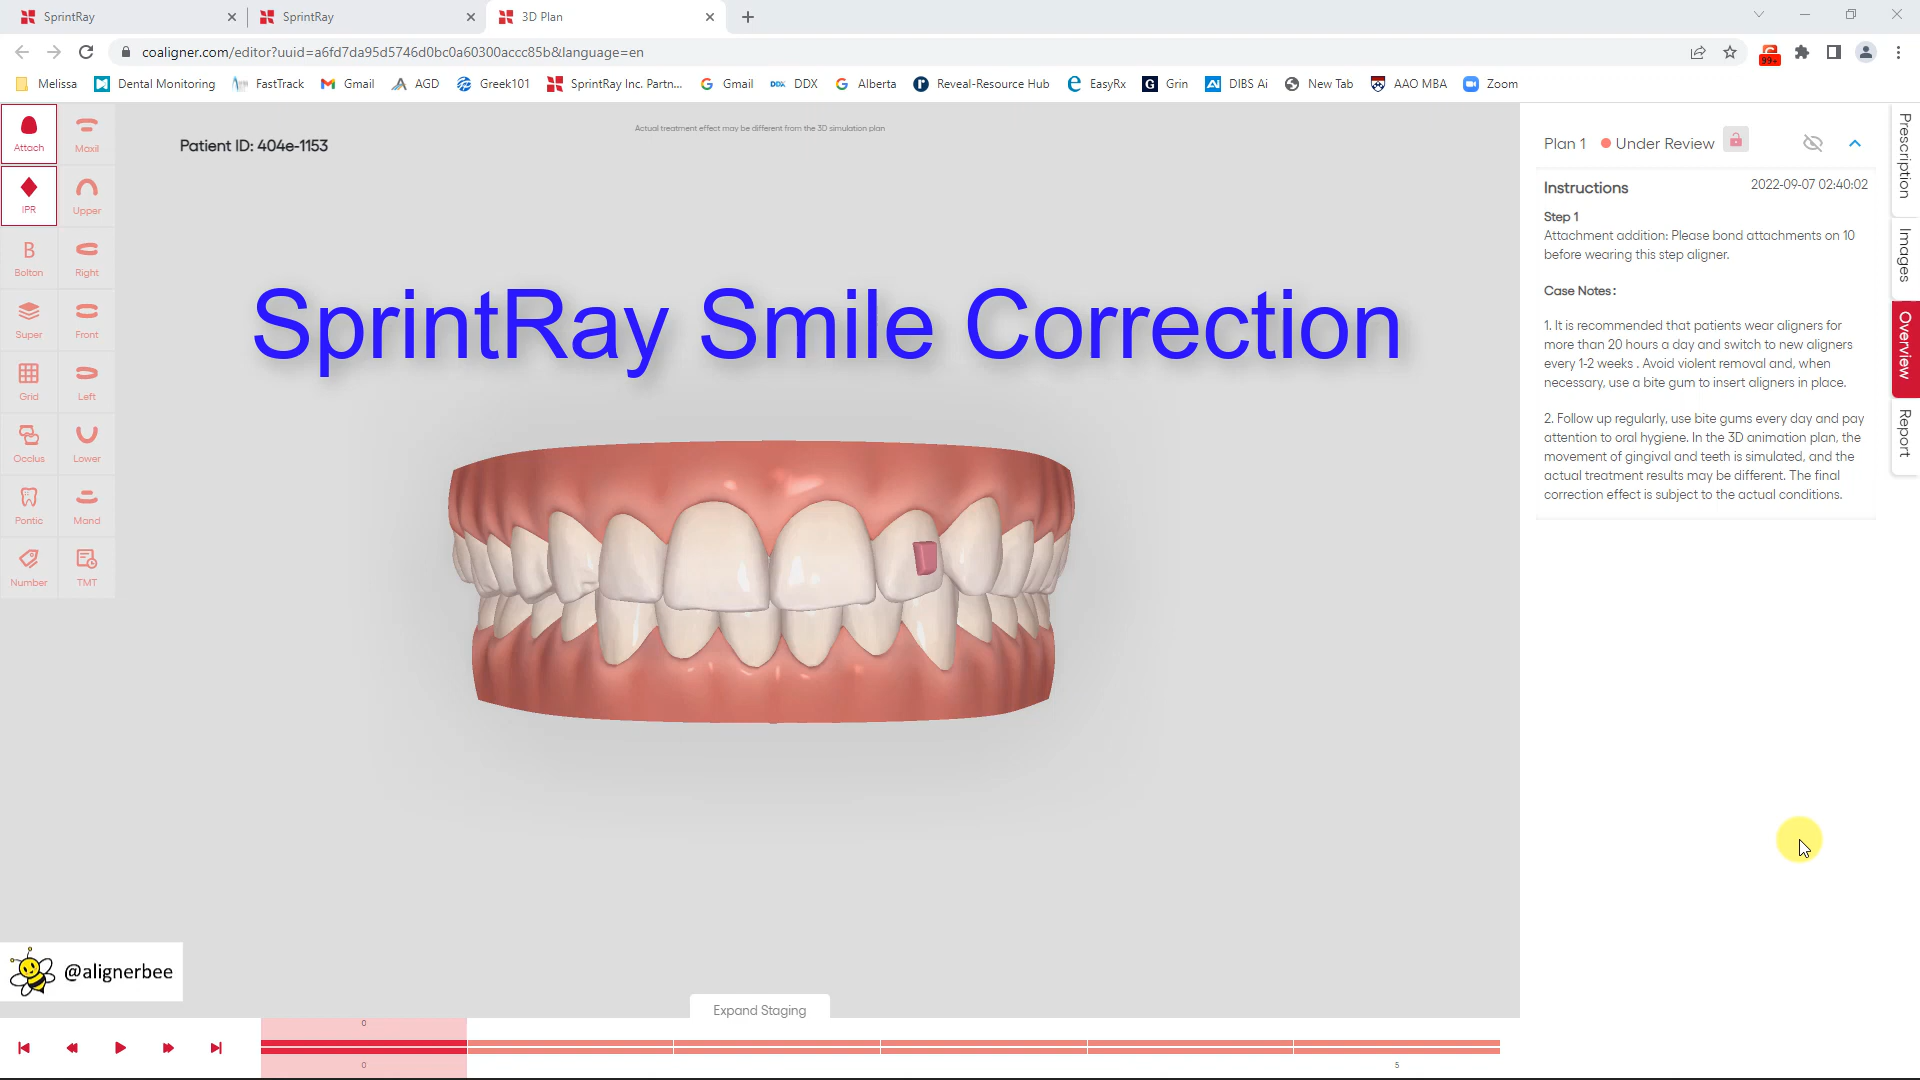 SprintRay
SprintRay
3D Plan
coaligner.com/editor?uuid=a6fd7da95d5746d0bc0a60300accc85b&language=en
99+
Melissa
Dental Monitoring
FastTrack
Gmail
AGD
Greek101
SprintRay Inc. Partn...
Gmail
DDX
DDX
Alberta
Reveal-Resource Hub
EasyRx
G
Grin
AI
DIBS Ai
New Tab
AAO MBA
Zoom
Attach
Maxil
IPR
Upper
B
Bolton
Right
Super
Front
Grid
Left
Occlus
Lower
Pontic
Mand
Number
TMT
Actual treatment effect may be different from the 3D simulation plan
Patient ID: 404e-1153
SprintRay Smile Correction
@alignerbee
Expand Staging
0
0
5
Plan 1
Under Review
Instructions
2022-09-07 02:40:02
Step 1
Attachment addition: Please bond attachments on 10
before wearing this step aligner.
Case Notes:
1. It is recommended that patients wear aligners for
more than 20 hours a day and switch to new aligners
every 1-2 weeks . Avoid violent removal and, when
necessary, use a bite gum to insert aligners in place.
2. Follow up regularly, use bite gums every day and pay
attention to oral hygiene. In the 3D animation plan, the
movement of gingival and teeth is simulated, and the
actual treatment results may be different. The final
correction effect is subject to the actual conditions.
Prescription
Images
Overview
Report